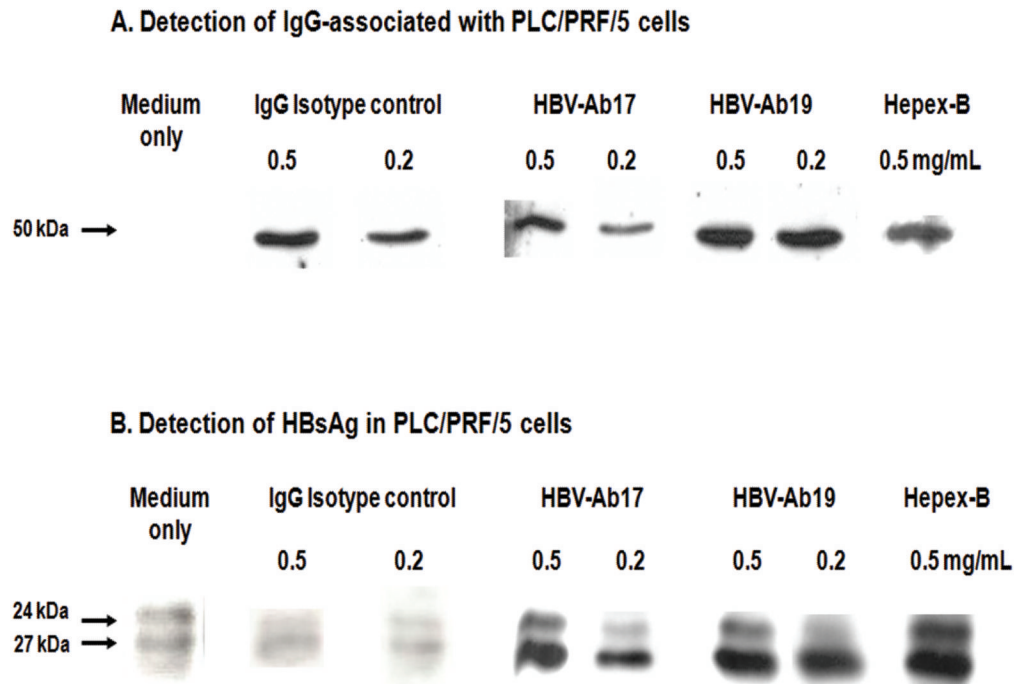 A. Detection of IgG-associated with PLC/PRF/5 cells
Medium only
IgG Isotype control
HBV-Ab17
HBV-Ab19
Hepex-B
0.5
0.2
0.5
0.2
0.5
0.2
0.5 mg/mL
50 kDa
B. Detection of HBsAg in PLC/PRF/5 cells
Medium only
IgG Isotype control
HBV-Ab17
HBV-Ab19
Hepex-B
0.5
0.2
0.5
0.2
0.5
0.2
0.5 mg/mL
24 kDa
27 kDa